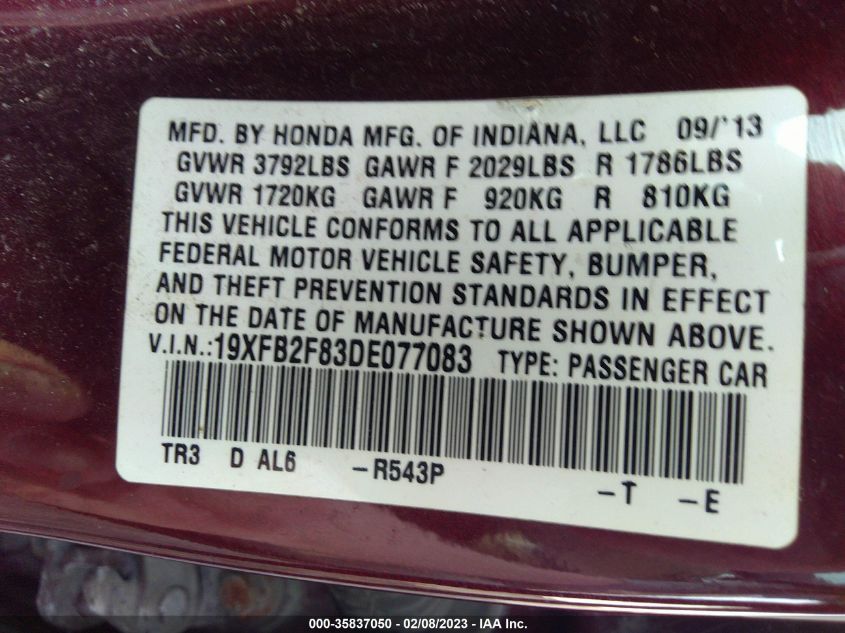 MFD. BY HONDA MFG. OF INDIANA, LLC 09/'13
GVWR 3792LBS GAWR F 2029LBS R 1786LBS
GVWR 1720KG GAWR F 920KG R 810KG
THIS VEHICLE CONFORMS TO ALL APPLICABLE
FEDERAL MOTOR VEHICLE SAFETY, BUMPER,
AND THEFT PREVENTION STANDARDS IN EFFECT
ON THE DATE OF MANUFACTURE SHOWN ABOVE.
V.I.N.:19XFB2F83DE077083 TYPE: PASSENGER CAR
TR3 D AL6 -R543P -T -E
000-35837050 - 02/08/2023 - IAA Inc.